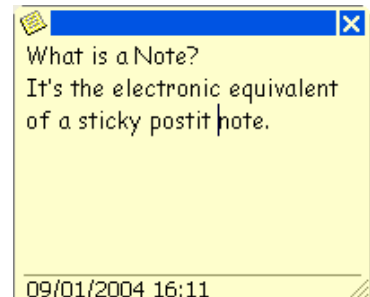 What is a Note?
It's the electronic equivalent
of a sticky postit note.
09/01/2004 16:11